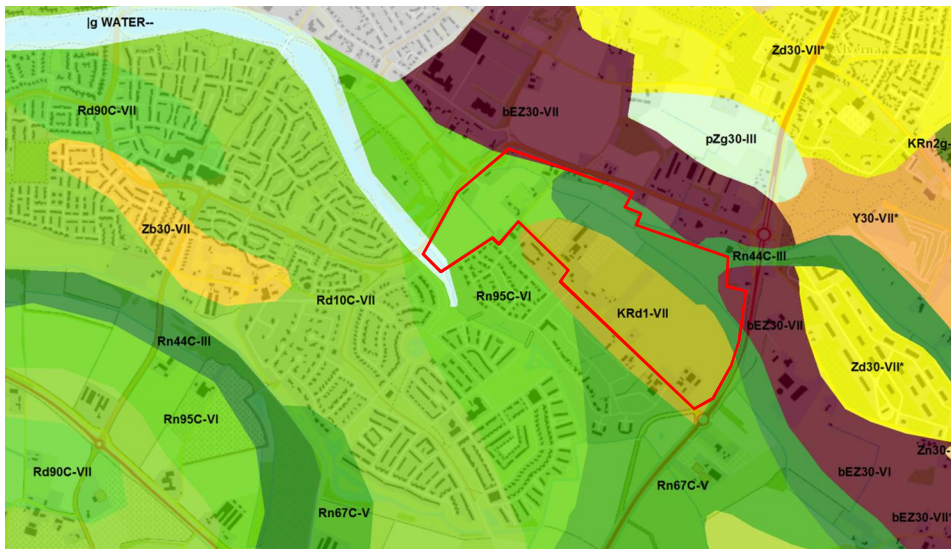 |g WATER--
Zd30-VII*
Alverna
Rd90C-VII
bEZ30-VII
pZg30-III
KRn2g-
Zb30-VII
Y30-VII*
Rn44C-III
Rd10C-VII
Rn95C-VI
KRd1-VII
bEZ30-VII
Rn44C-III
Zd30-VII*
Rn95C-VI
Zn30-
Rd90C-VII
bEZ30-VI
Rn67C-V
Rn67C-V
bEZ30-VII*